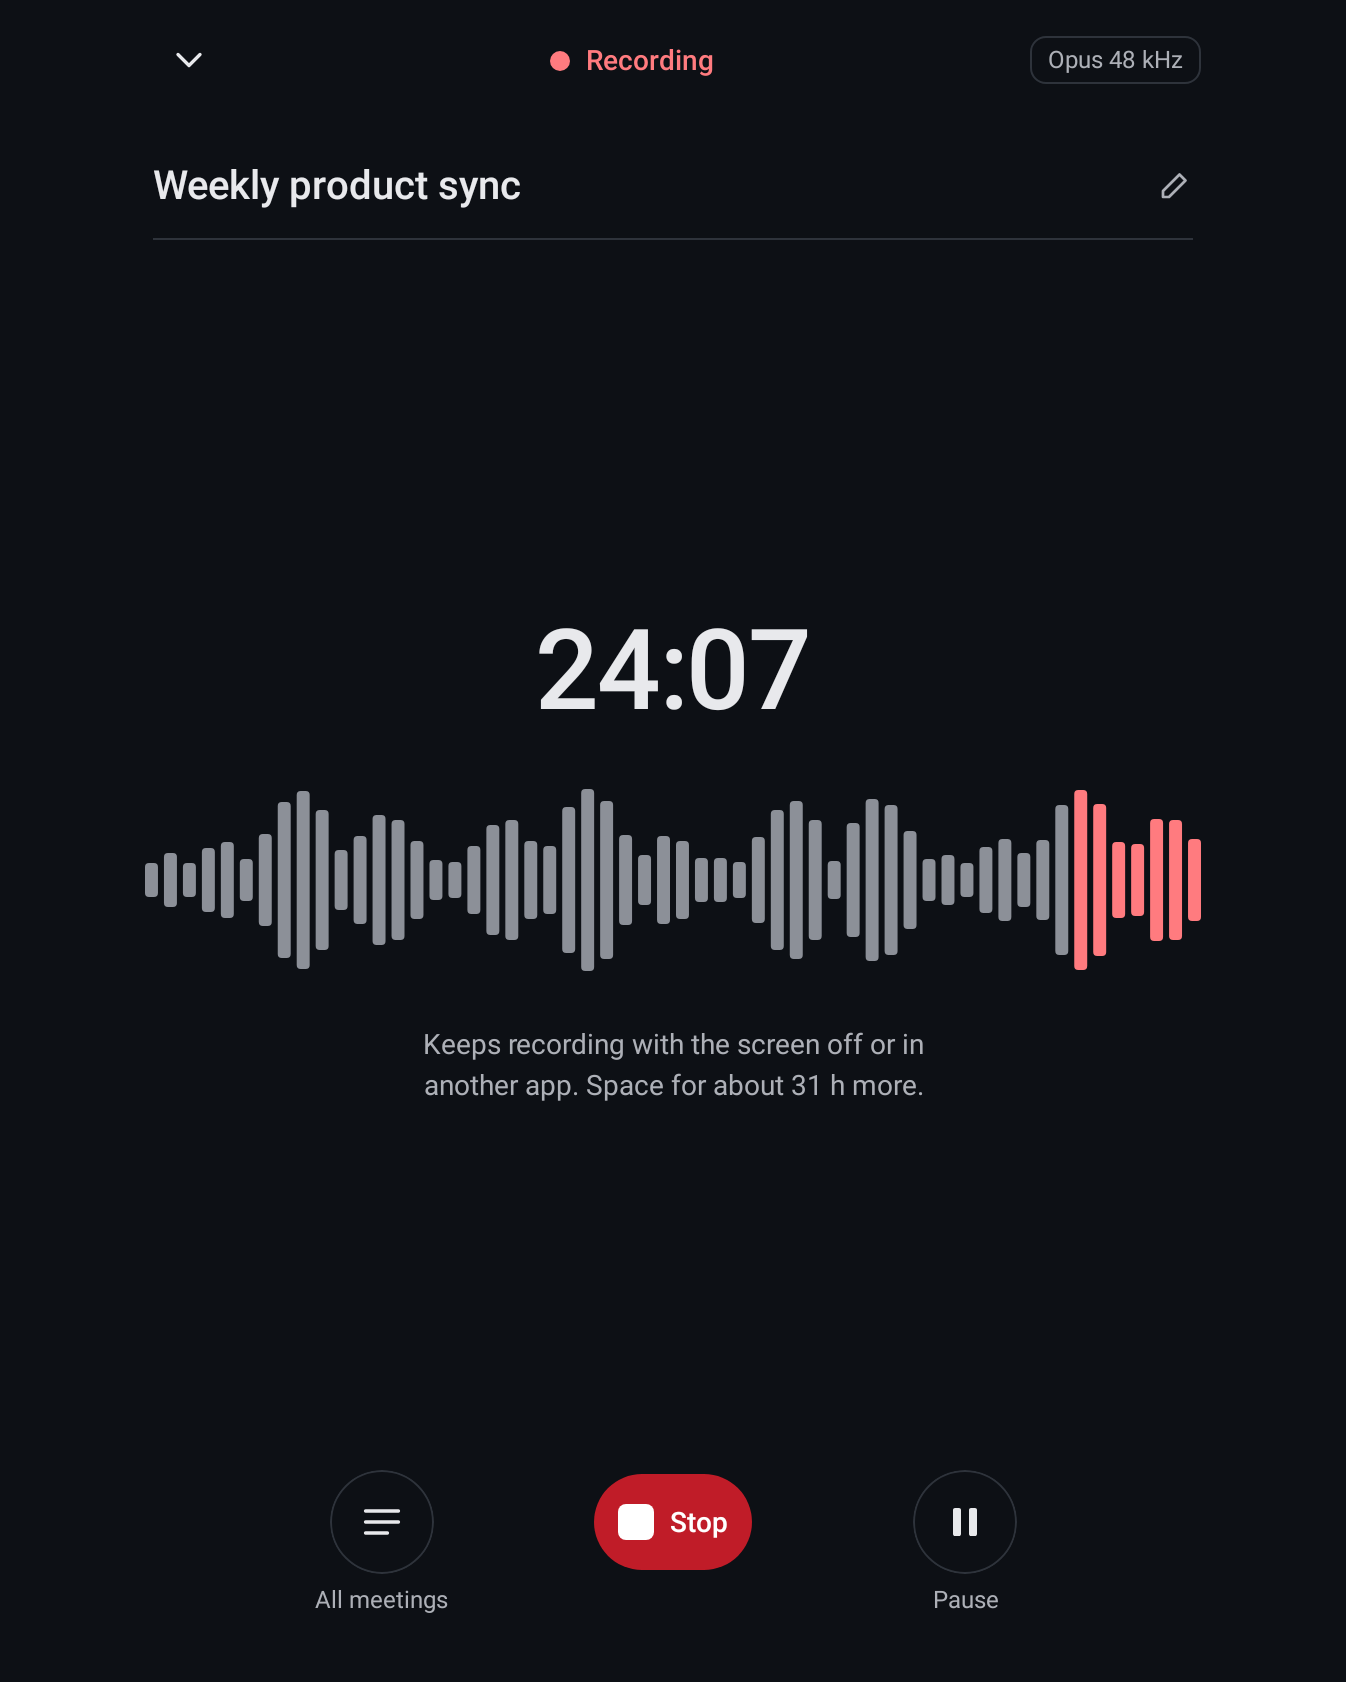 Recording
Opus 48 kHz
Weekly product sync
24:07
Keeps recording with the screen off or in
another app. Space for about 31 h more.
Stop
All meetings
Pause